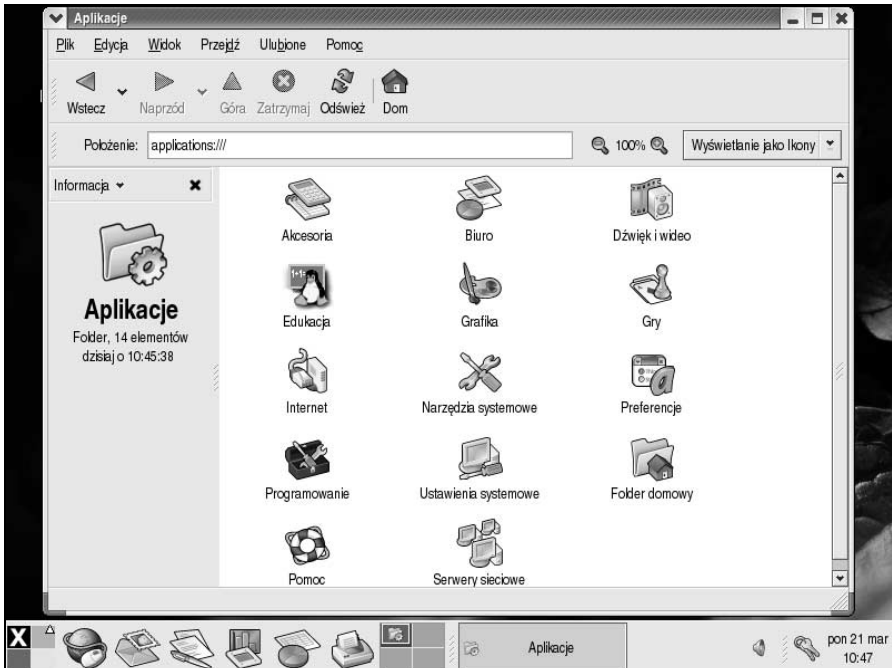 Aplikacje
Plik Edycja Widok Przejdź Ulubione Pomoc
Wstecz Naprzód Góra Zatrzymaj Odśwież Dom
Położenie: applications:/// 100% Wyświetlanie jako Ikony
Informacja
Aplikacje
Folder, 14 elementów
dzisiaj o 10:45:38
Akcesoria Biuro Dźwięk i wideo
1+1=
Edukacja Grafika Gry
Internet Narzędzia systemowe Preferencje
Programowanie Ustawienia systemowe Folder domowy
Pomoc Serwery sieciowe
X Aplikacje pon 21 mar
10:47